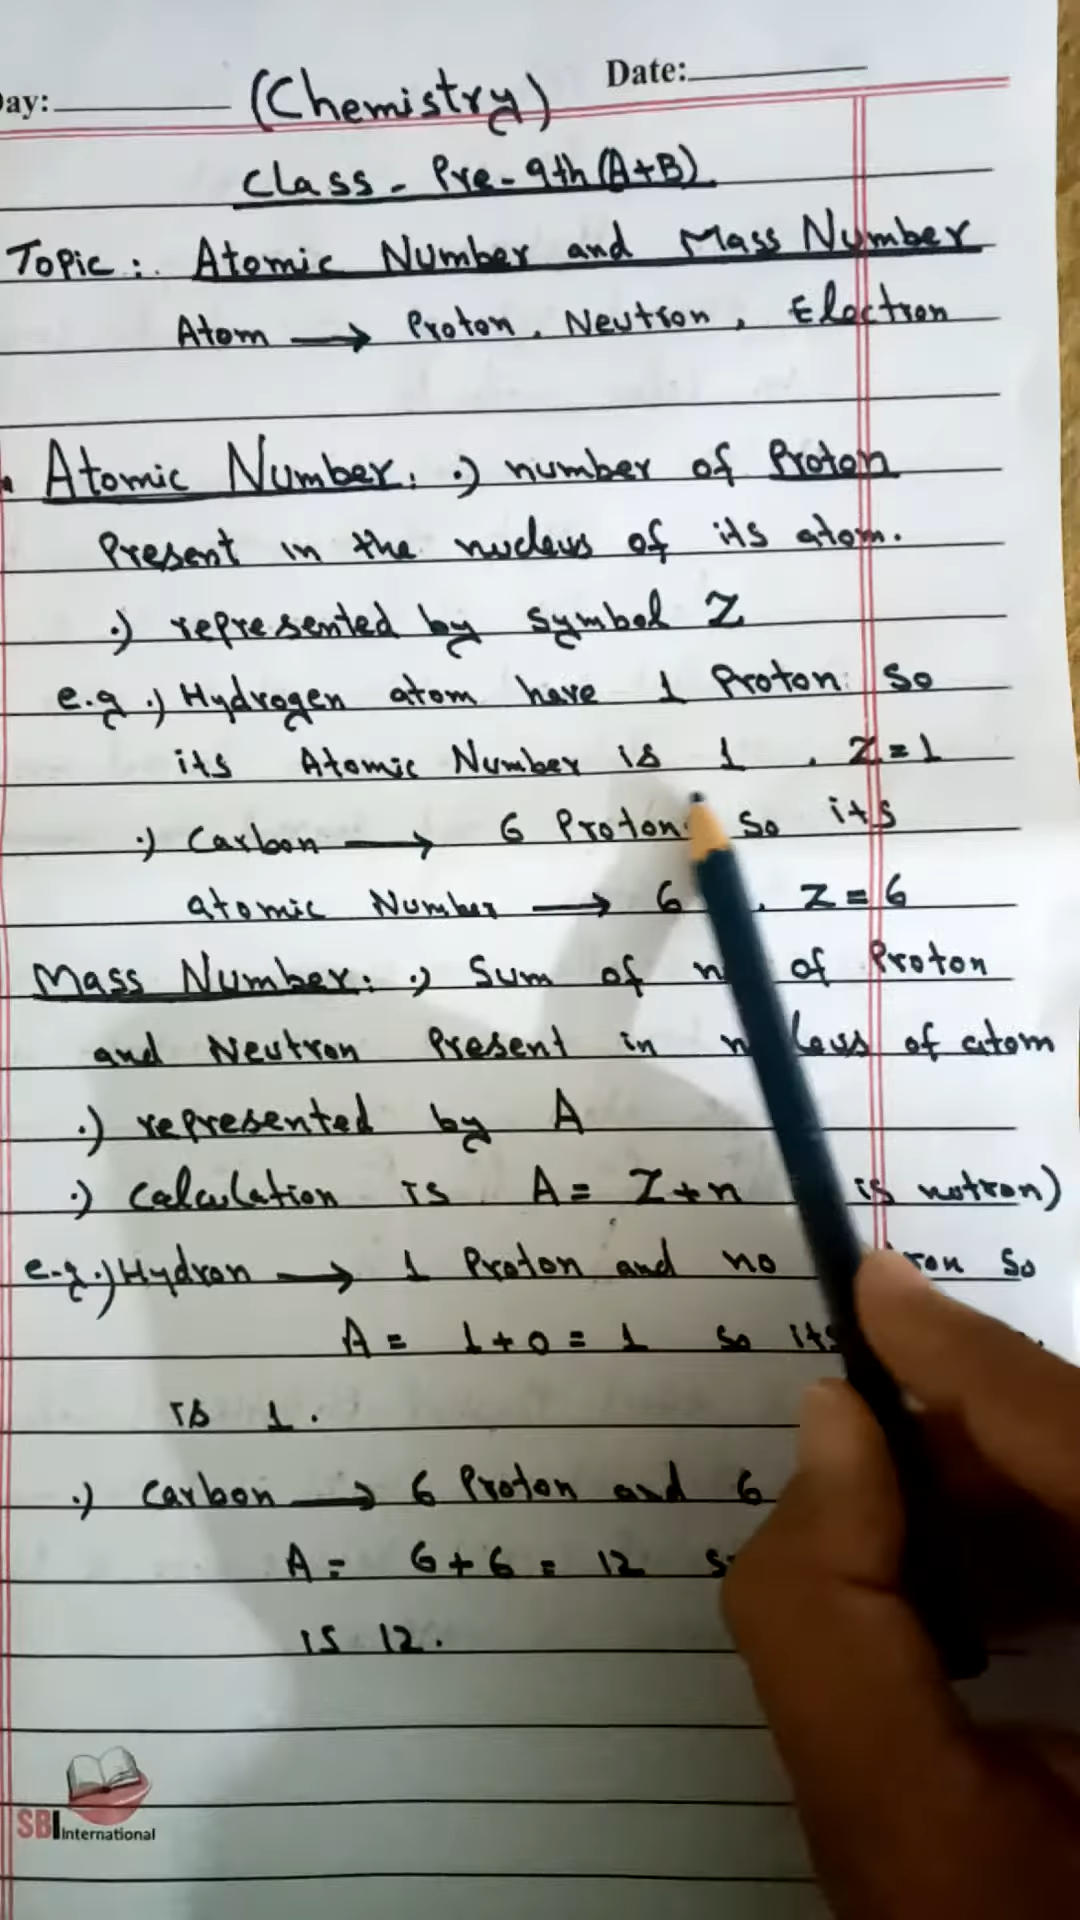 Day: (Chemistry) Date:
Class - Pre-9th (A+B)
Topic: Atomic Number and Mass Number
Atom → Proton, Neutron, Electron
Atomic Number: .) number of Proton
Present in the nucleus of its atom.
.) represented by symbol Z
e.g .) Hydrogen atom have 1 Proton so
its Atomic Number is 1 . Z=1
.) Carbon → 6 Proton so its
atomic Number → 6 . Z=6
Mass Number: .) Sum of of Proton
and Neutron Present in of atom
.) represented by A
.) Calculation is A = Z+n is notron)
e.g .) Hydron → 1 Proton and no so
A = 1+0 = 1 so its
is 1.
.) Carbon → 6 Proton and 6
A = 6+6 = 12
is 12.
SBI International